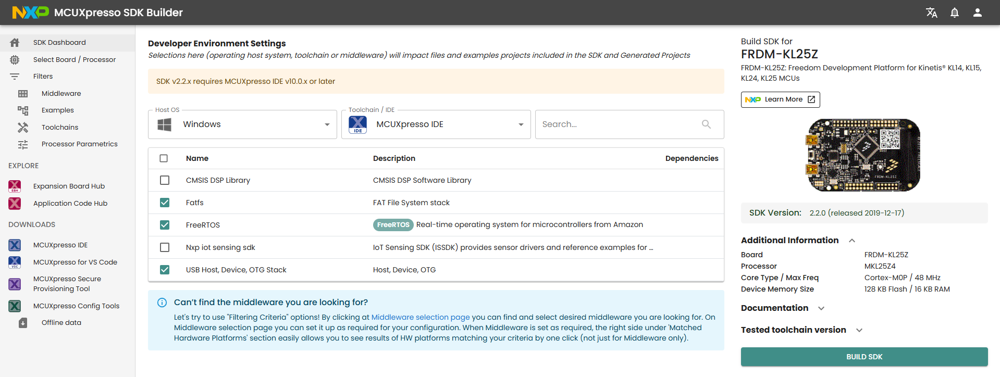 NXP MCUXpresso SDK Builder
SDK Dashboard
Select Board / Processor
Filters
Middleware
Examples
Toolchains
Processor Parametrics
EXPLORE
EBH
Expansion Board Hub
Application Code Hub
DOWNLOADS
MCUXpresso IDE
VSC
MCUXpresso for VS Code
MCUXpresso Secure
Provisioning Tool
MCUXpresso Config Tools
Offline data
Developer Environment Settings
Selections here (operating host system, toolchain or middleware) will impact files and examples projects included in the SDK and Generated Projects
SDK v2.2.x requires MCUXpresso IDE v10.0.x or later
Host OS
Windows
Toolchain / IDE
IDE
MCUXpresso IDE
Search...
Name Description Dependencies
CMSIS DSP Library CMSIS DSP Software Library
Fatfs FAT File System stack
FreeRTOS FreeRTOS Real-time operating system for microcontrollers from Amazon
Nxp iot sensing sdk IoT Sensing SDK (ISSDK) provides sensor drivers and reference examples for ...
USB Host, Device, OTG Stack Host, Device, OTG
Can't find the middleware you are looking for?
Let's try to use "Filtering Criteria" options! By clicking at Middleware selection page you can find and select desired middleware you are looking for. On
Middleware selection page you can set it up as required for your configuration. When Middleware is set as required, the right side under 'Matched
Hardware Platforms' section easily allows you to see results of HW platforms matching your criteria by one click (not just for Middleware only).
Build SDK for
FRDM-KL25Z
FRDM-KL25Z: Freedom Development Platform for Kinetis® KL14, KL15,
KL24, KL25 MCUs
NXP Learn More
FRDM-KL25Z
SDK Version: 2.2.0 (released 2019-12-17)
Additional Information
Board FRDM-KL25Z
Processor MKL25Z4
Core Type / Max Freq Cortex-M0P / 48 MHz
Device Memory Size 128 KB Flash / 16 KB RAM
Documentation
Tested toolchain version
BUILD SDK